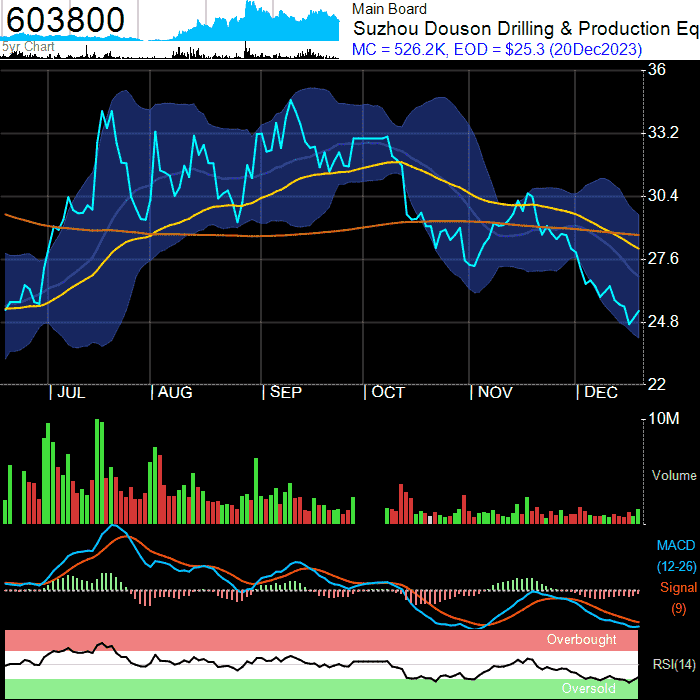 603800
5yr Chart
Main Board
Suzhou Douson Drilling & Production Eq
MC = 526.2K, EOD = $25.3 (20Dec2023)
36
33.2
30.4
27.6
24.8
22
JUL
AUG
SEP
OCT
NOV
DEC
10M
Volume
MACD
(12-26)
Signal
(9)
Overbought
RSI(14)
Oversold